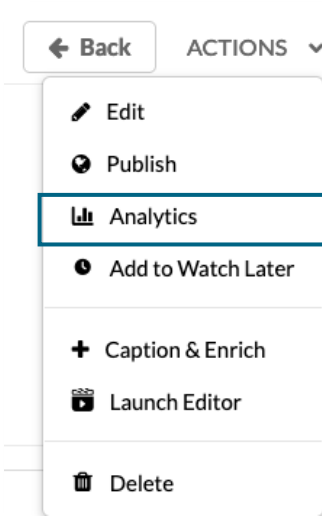 Back ACTIONS
Edit
Publish
Analytics
Add to Watch Later
Caption & Enrich
Launch Editor
Delete